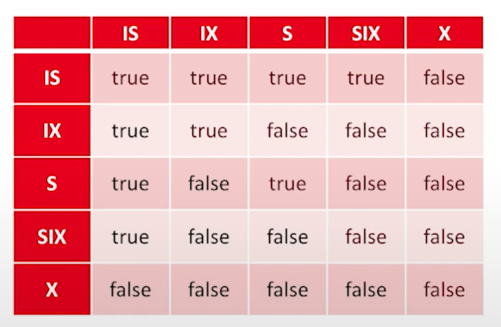 IS IX S SIX X
IS true true true true false
IX true true false false false
S true false true false false
SIX true false false false false
X false false false false false